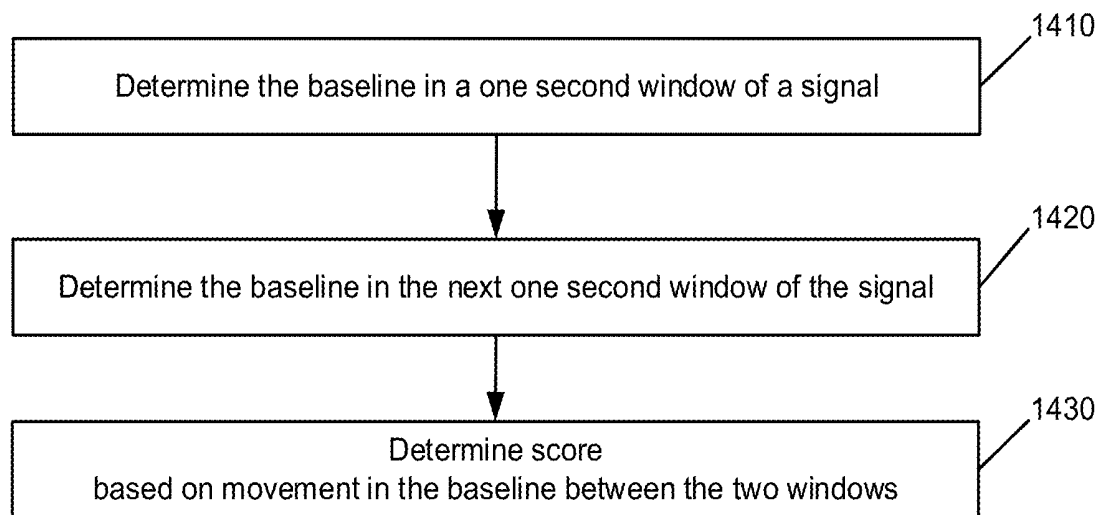 1410
Determine the baseline in a one second window of a signal
1420
Determine the baseline in the next one second window of the signal
1430
Determine score
based on movement in the baseline between the two windows